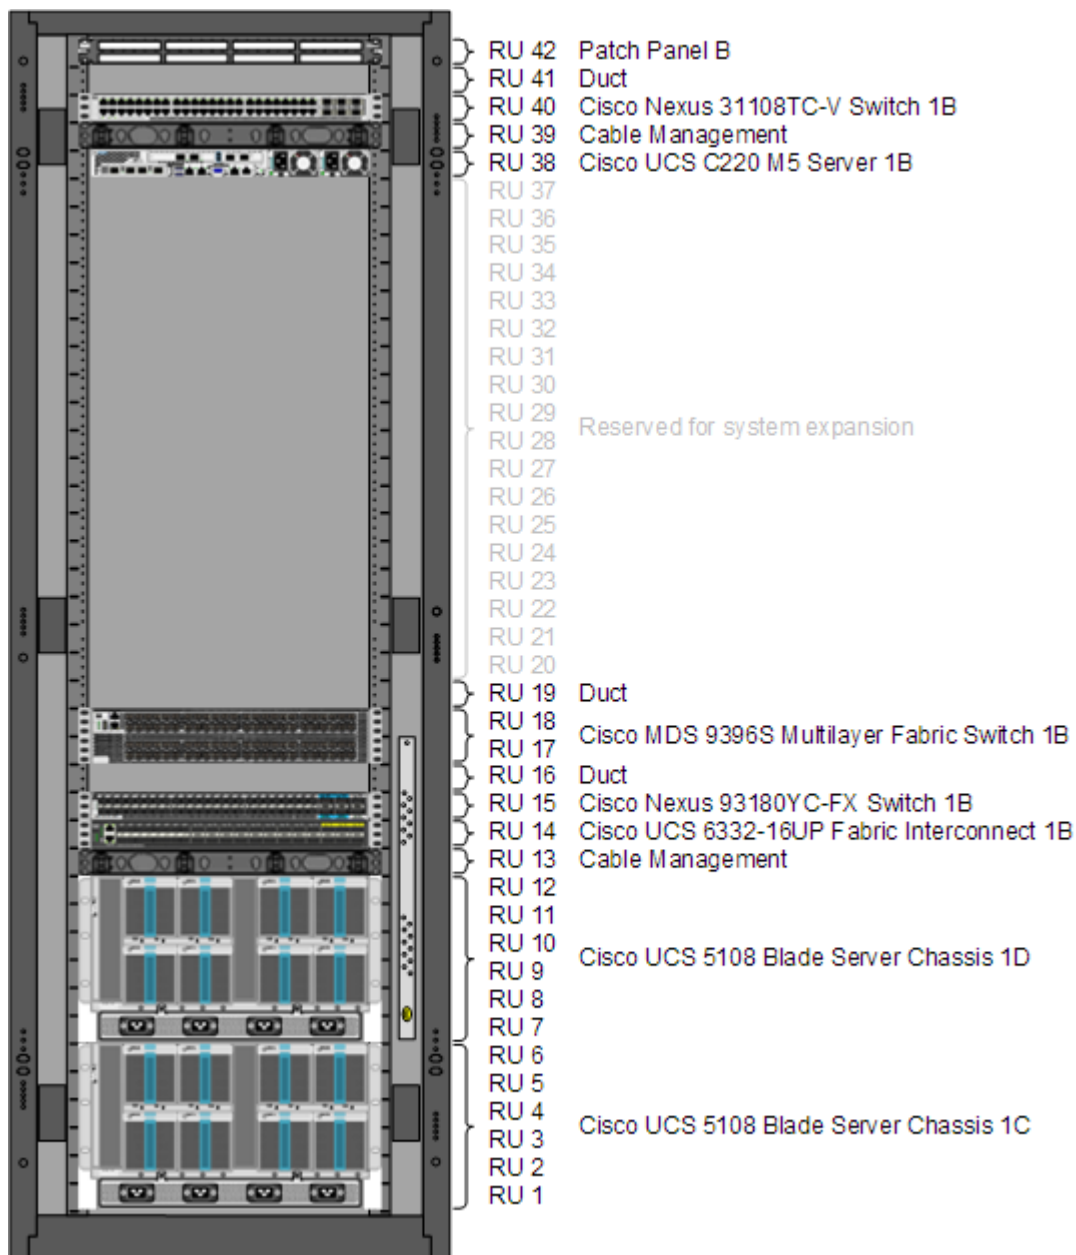 RU 42 Patch Panel B
RU 41 Duct
RU 40 Cisco Nexus 31108TC-V Switch 1B
RU 39 Cable Management
RU 38 Cisco UCS C220 M5 Server 1B
RU 37
RU 36
RU 35
RU 34
RU 33
RU 32
RU 31
RU 30
RU 29
Reserved for system expansion
RU 28
RU 27
RU 26
RU 25
RU 24
RU 23
RU 22
RU 21
RU 20
RU 19 Duct
RU 18
Cisco MDS 9396S Multilayer Fabric Switch 1B
RU 17
RU 16 Duct
RU 15 Cisco Nexus 93180YC-FX Switch 1B
RU 14 Cisco UCS 6332-16UP Fabric Interconnect 1B
RU 13 Cable Management
RU 12
RU 11
RU 10
Cisco UCS 5108 Blade Server Chassis 1D
RU 9
RU 8
RU 7
RU 6
RU 5
RU 4
Cisco UCS 5108 Blade Server Chassis 1C
RU 3
RU 2
RU 1